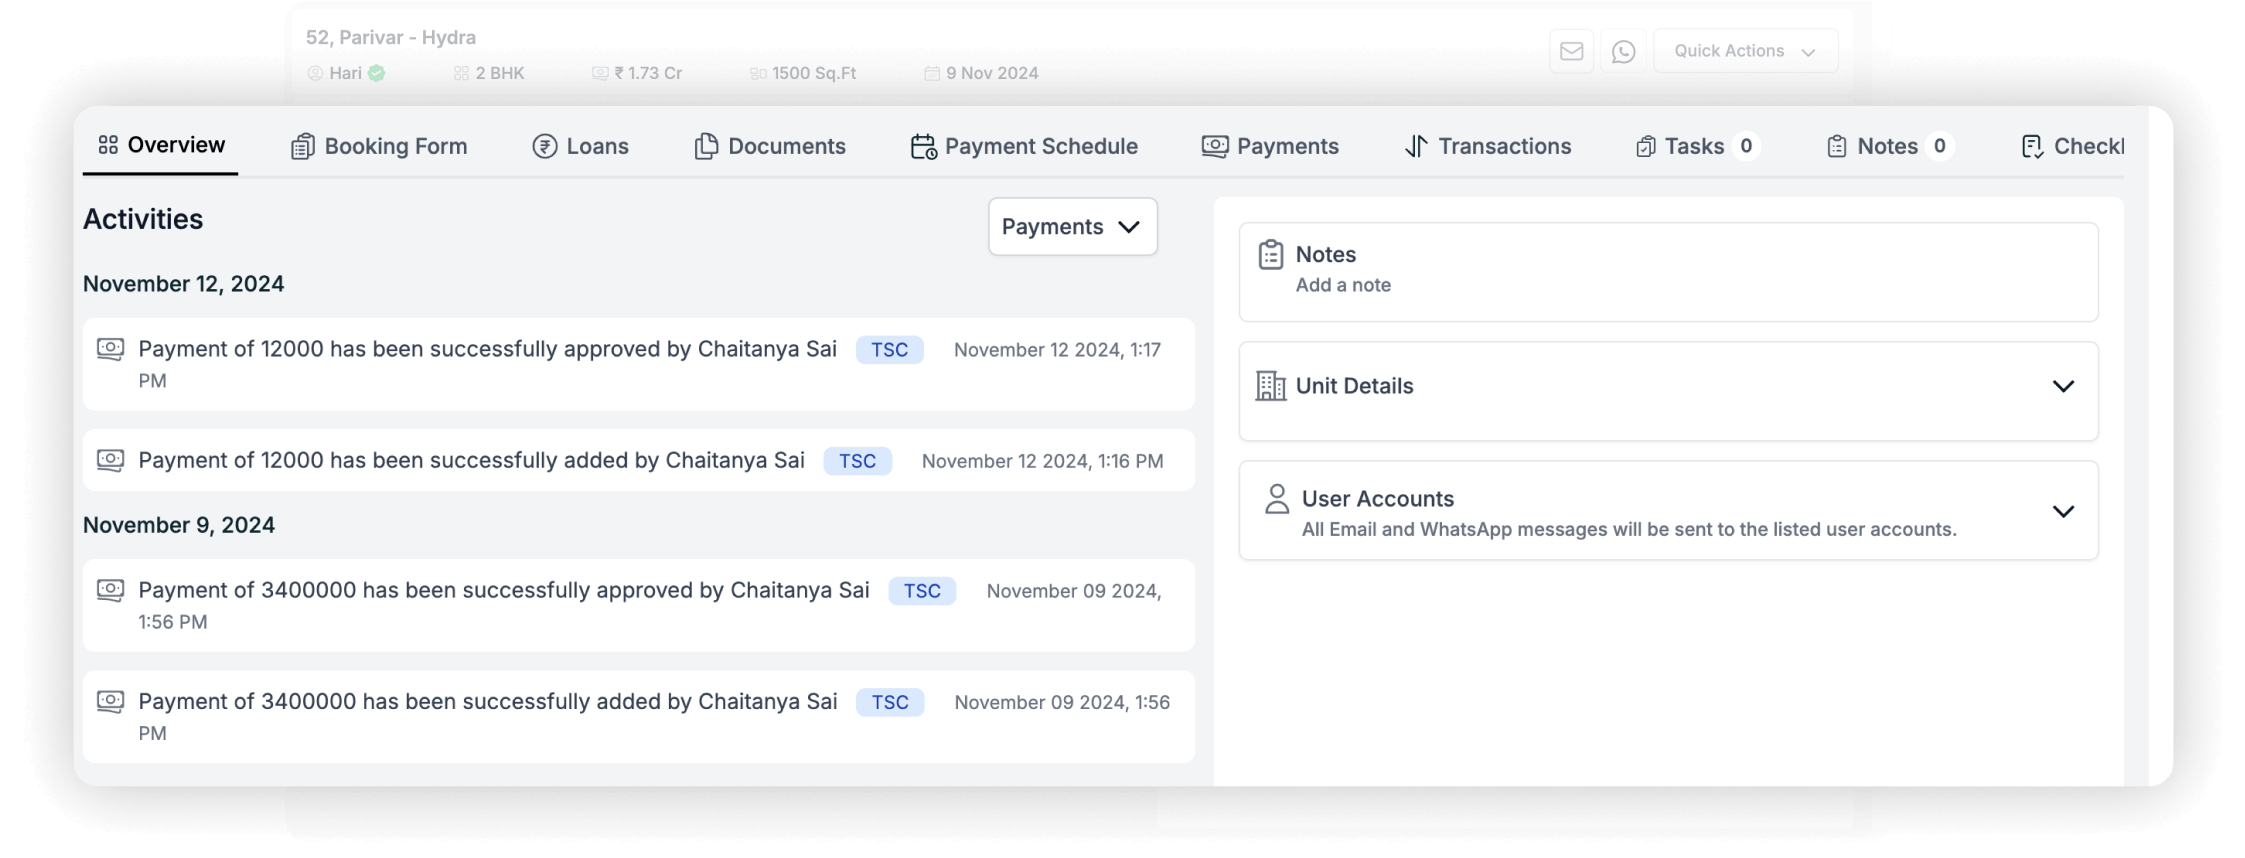 52, Parivar - Hydra
Hari 2 BHK ₹ 1.73 Cr 1500 Sq.Ft 9 Nov 2024
Quick Actions
Overview Booking Form Loans Documents Payment Schedule Payments Transactions Tasks 0 Notes 0 Checkl
Activities
Payments
November 12, 2024
Payment of 12000 has been successfully approved by Chaitanya Sai TSC November 12 2024, 1:17
PM
Payment of 12000 has been successfully added by Chaitanya Sai TSC November 12 2024, 1:16 PM
November 9, 2024
Payment of 3400000 has been successfully approved by Chaitanya Sai TSC November 09 2024,
1:56 PM
Payment of 3400000 has been successfully added by Chaitanya Sai TSC November 09 2024, 1:56
PM
Notes
Add a note
Unit Details
User Accounts
All Email and WhatsApp messages will be sent to the listed user accounts.